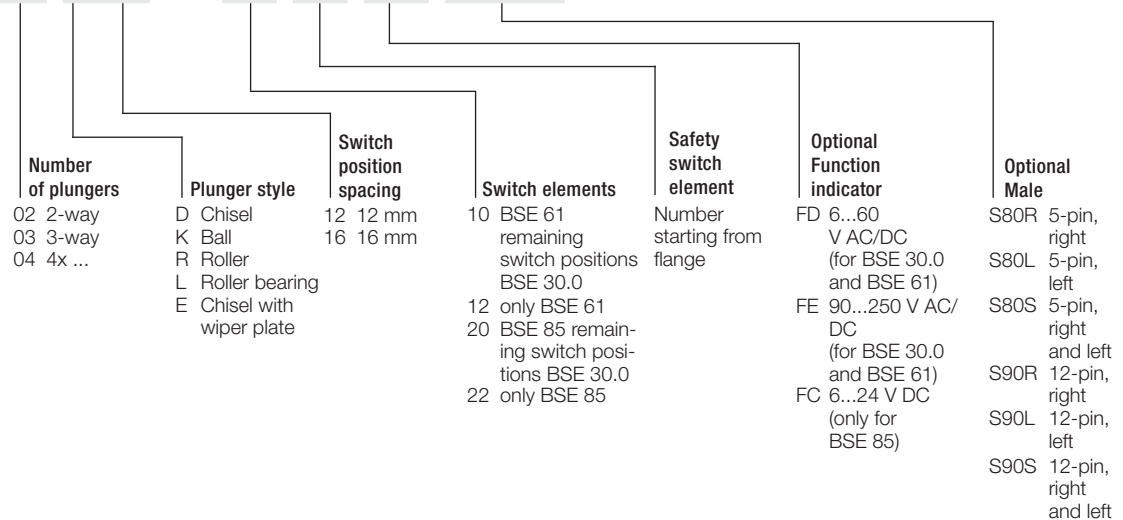 Number
of plungers
02 2-way
03 3-way
04 4x ...
Plunger style
D Chisel
K Ball
R Roller
L Roller bearing
E Chisel with
wiper plate
Switch
position
spacing
12 12 mm
16 16 mm
Switch elements
10 BSE 61
remaining
switch positions
BSE 30.0
12 only BSE 61
20 BSE 85 remain-
ing switch posi-
tions BSE 30.0
22 only BSE 85
Safety
switch
element
Number
starting from
flange
Optional
Function
indicator
FD 6...60
V AC/DC
(for BSE 30.0
and BSE 61)
FE 90...250 V AC/
DC
(for BSE 30.0
and BSE 61)
FC 6...24 V DC
(only for
BSE 85)
Optional
Male
S80R 5-pin,
right
S80L 5-pin,
left
S80S 5-pin,
right
and left
S90R 12-pin,
right
S90L 12-pin,
left
S90S 12-pin,
right
and left